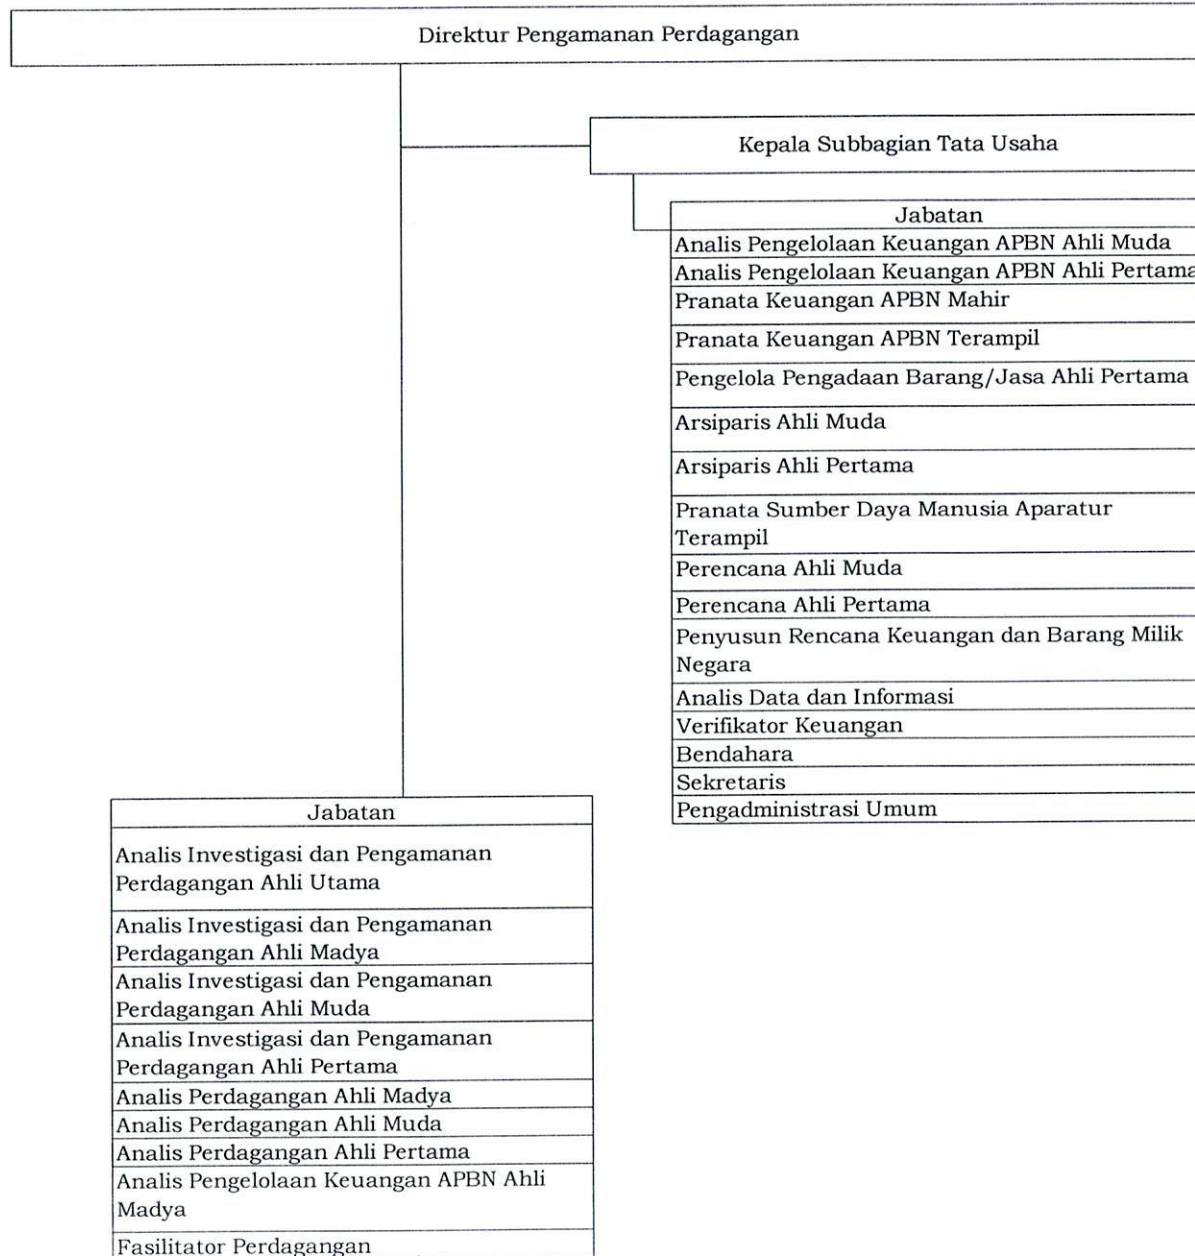 Direktur Pengamanan Perdagangan
Kepala Subbagian Tata Usaha
Jabatan
Analis Pengelolaan Keuangan APBN Ahli Muda
Analis Pengelolaan Keuangan APBN Ahli Pertama
Pranata Keuangan APBN Mahir
Pranata Keuangan APBN Terampil
Pengelola Pengadaan Barang/Jasa Ahli Pertama
Arsiparis Ahli Muda
Arsiparis Ahli Pertama
Pranata Sumber Daya Manusia Aparatur
Terampil
Perencana Ahli Muda
Perencana Ahli Pertama
Penyusun Rencana Keuangan dan Barang Milik
Negara
Analis Data dan Informasi
Verifikator Keuangan
Bendahara
Sekretaris
Pengadministrasi Umum
Jabatan
Analis Investigasi dan Pengamanan
Perdagangan Ahli Utama
Analis Investigasi dan Pengamanan
Perdagangan Ahli Madya
Analis Investigasi dan Pengamanan
Perdagangan Ahli Muda
Analis Investigasi dan Pengamanan
Perdagangan Ahli Pertama
Analis Perdagangan Ahli Madya
Analis Perdagangan Ahli Muda
Analis Perdagangan Ahli Pertama
Analis Pengelolaan Keuangan APBN Ahli
Madya
Fasilitator Perdagangan